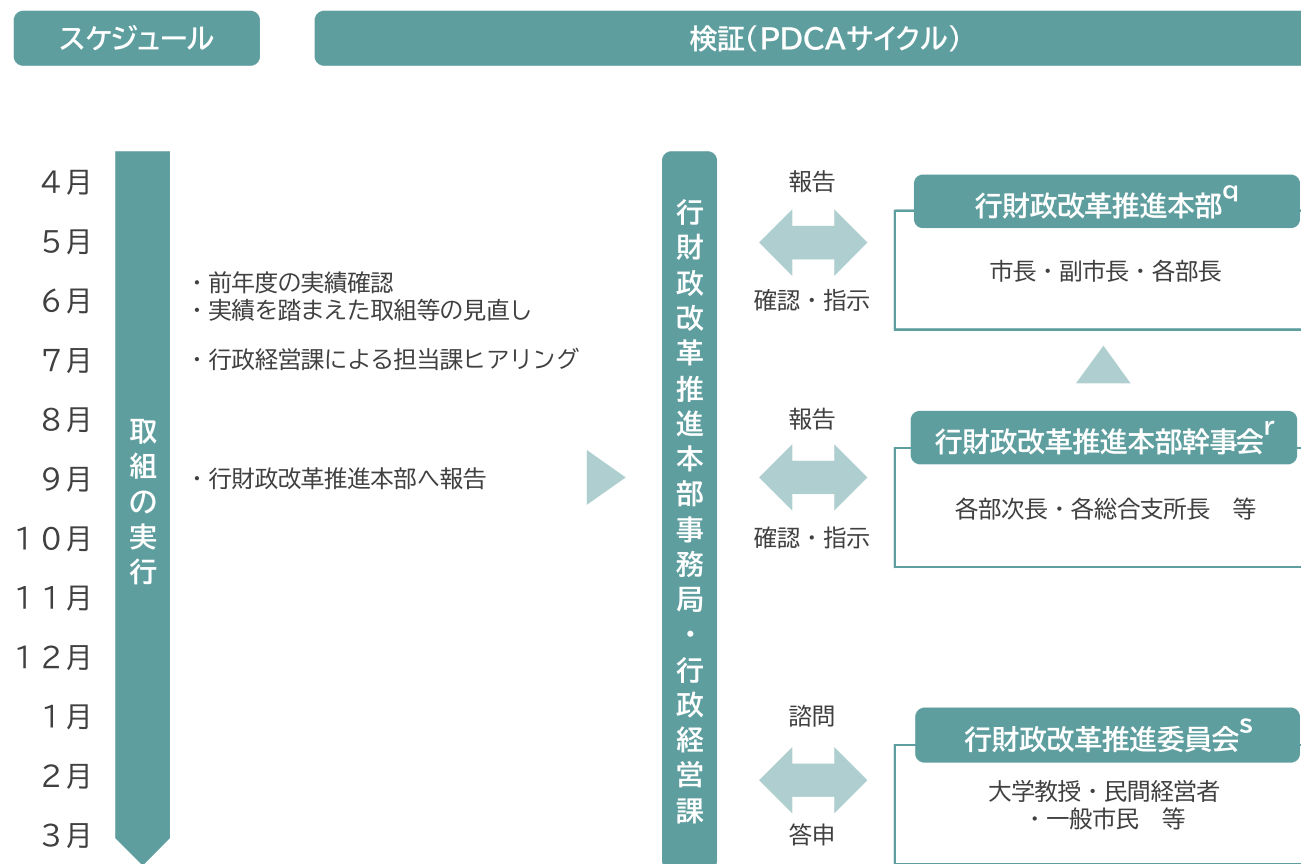 スケジュール
検証(PDCAサイクル)
4月
5月
6月
7月
8月
9月
10月
11月
12月
1月
2月
3月
取組の実行
・前年度の実績確認
・実績を踏まえた取組等の見直し
・行政経営課による担当課ヒアリング
・行財政改革推進本部へ報告
行財政改革推進本部事務局・行政経営課
報告
確認・指示
行財政改革推進本部q
市長・副市長・各部長
報告
確認・指示
行財政改革推進本部幹事会r
各部次長・各総合支所長　等
諮問
答申
行財政改革推進委員会s
大学教授・民間経営者
・一般市民　等